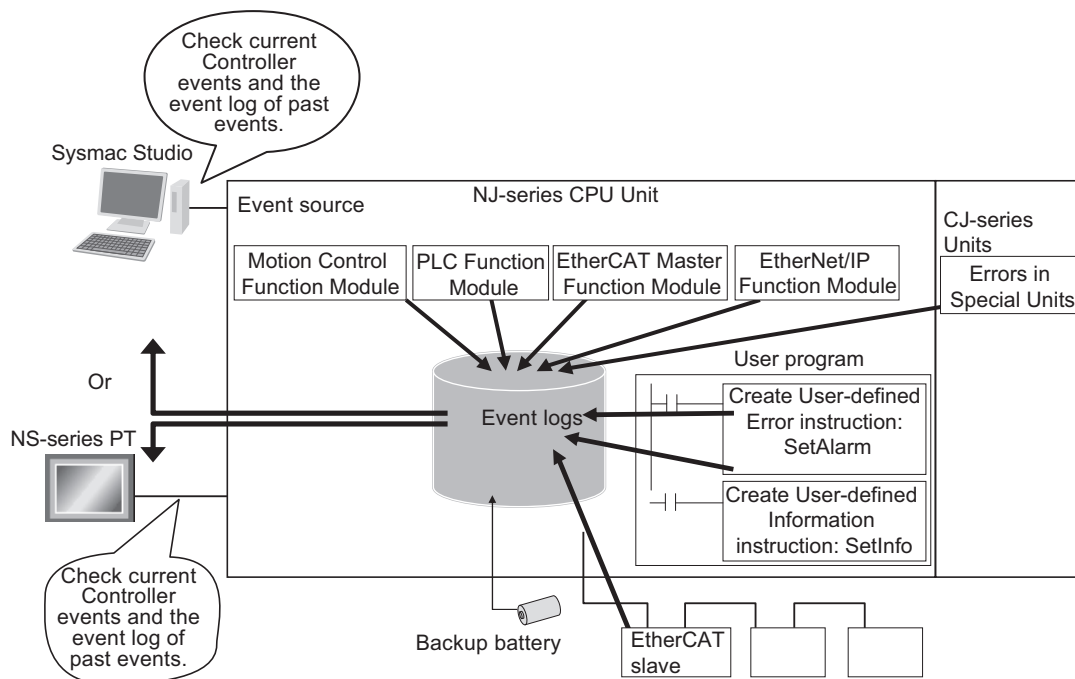 Check current
Controller
events and the
event log of past
events.
Sysmac Studio
Event source
NJ-series CPU Unit
CJ-series
Units
Motion Control
Function Module
PLC Function
Module
EtherCAT Master
Function Module
EtherNet/IP
Function Module
Errors in
Special Units
User program
Or
Event logs
Create User-defined
Error instruction:
SetAlarm
NS-series PT
Create User-defined
Information
instruction: SetInfo
Check current
Controller
events and the
event log of
past events.
Backup battery
EtherCAT
slave